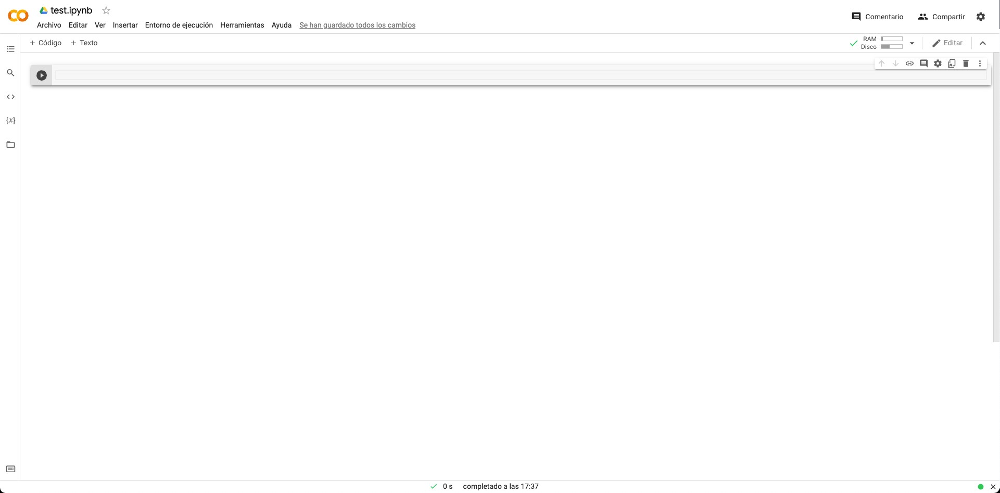 test.ipynb
Archivo Editar Ver Insertar Entorno de ejecución Herramientas Ayuda Se han guardado todos los cambios
Comentario Compartir
+ Código + Texto
RAM
Disco
Editar
{x}
0 s completado a las 17:37